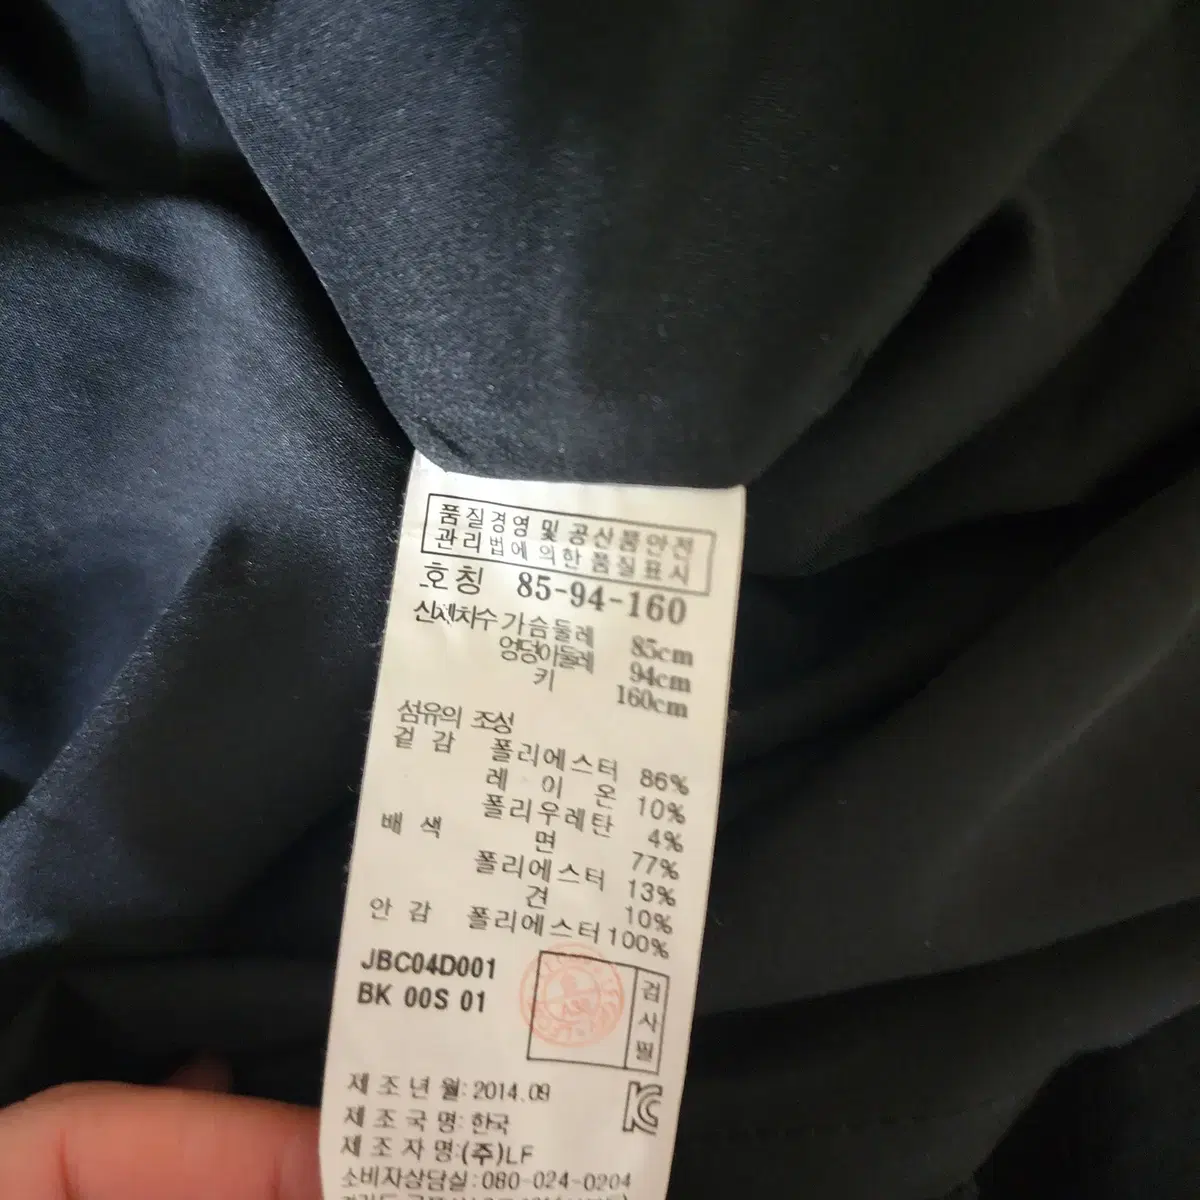 품질경영 및 공산품안전
관리법에 의한 품질표시
호칭 85-94-160
신체치수 가슴둘레 85cm
엉덩이둘레 94cm
키 160cm
섬유의 조성
겉감 폴리에스터 86%
레이온 10%
폴리우레탄 4%
배색 면 77%
폴리에스터 13%
견 10%
안감 폴리에스터 100%
JBC04D001
BK 00S 01
검사필
제조년월: 2014.09
제조국명: 한국
제조자명: (주)LF
소비자상담실: 080-024-0204